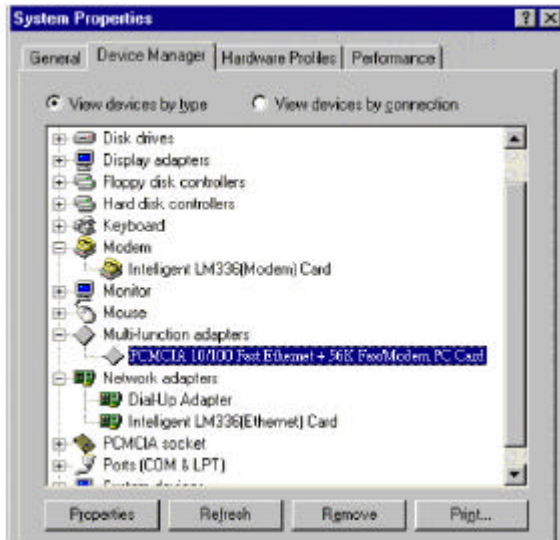 System Properties
General Device Manager Hardware Profiles Performance
View devices by type View devices by connection
Disk drives
Display adapters
Floppy disk controllers
Hard disk controllers
Keyboard
Modem
Intelligent LM336(Modem) Card
Monitor
Mouse
Multi-function adapters
PCMCIA 10/100 Fast Ethernet + 56K Fax/Modem PC Card
Network adapters
Dial-Up Adapter
Intelligent LM336(Ethernet) Card
PCMCIA socket
Ports (COM & LPT)
System devices
Properties Refresh Remove Print...